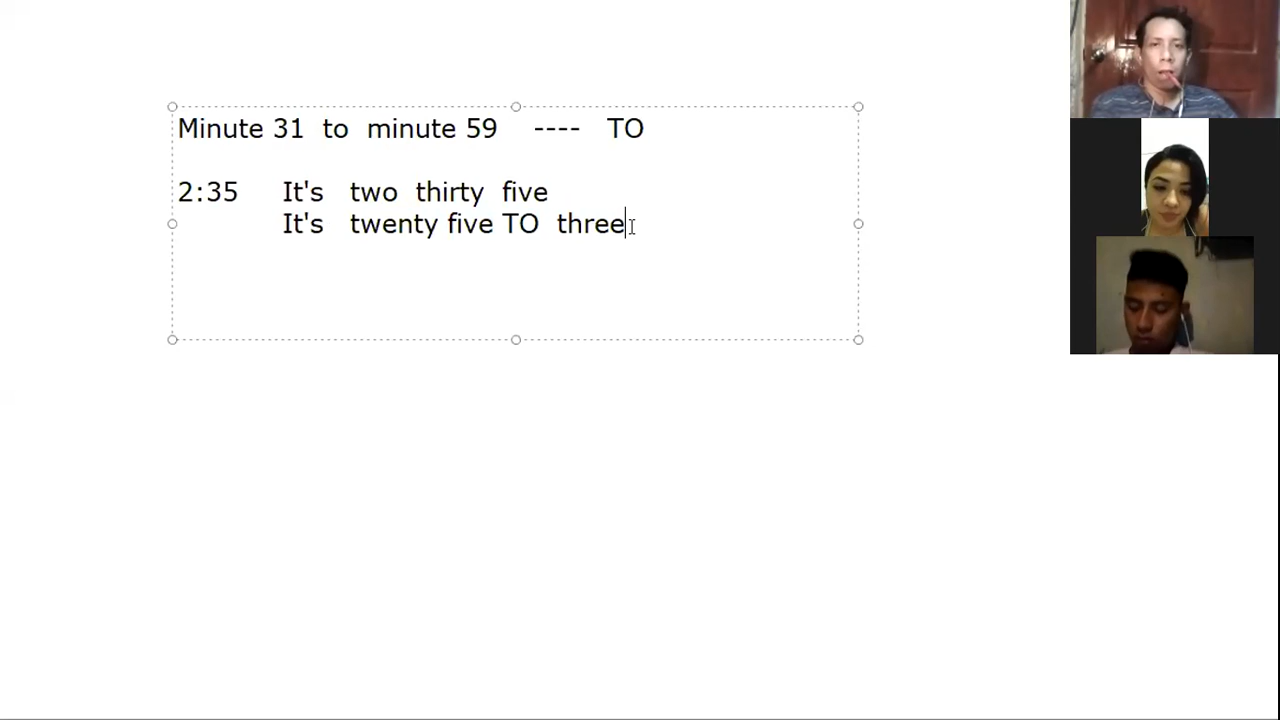 Minute 31 to minute 59 ---- TO
2:35 It's two thirty five
It's twenty five TO three